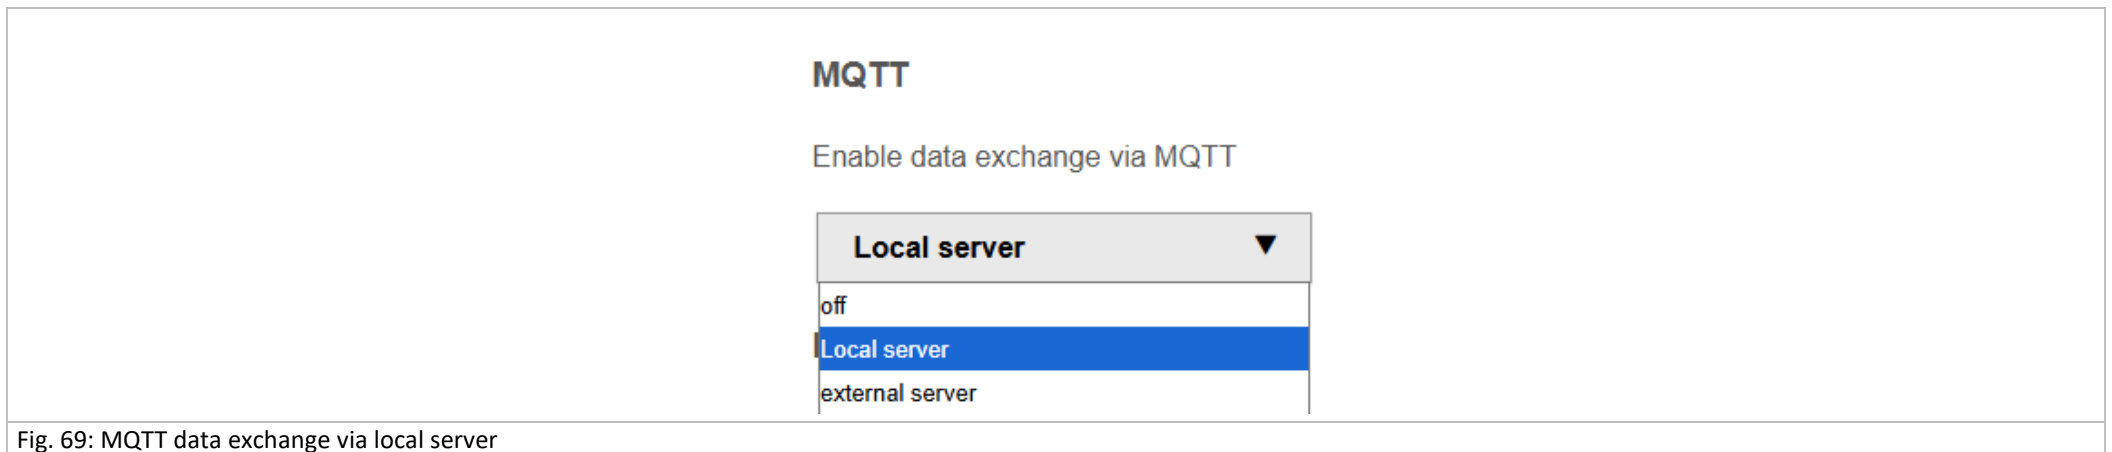 MQTT
Enable data exchange via MQTT
Local server ▼
off
Local server
external server
Fig. 69: MQTT data exchange via local server